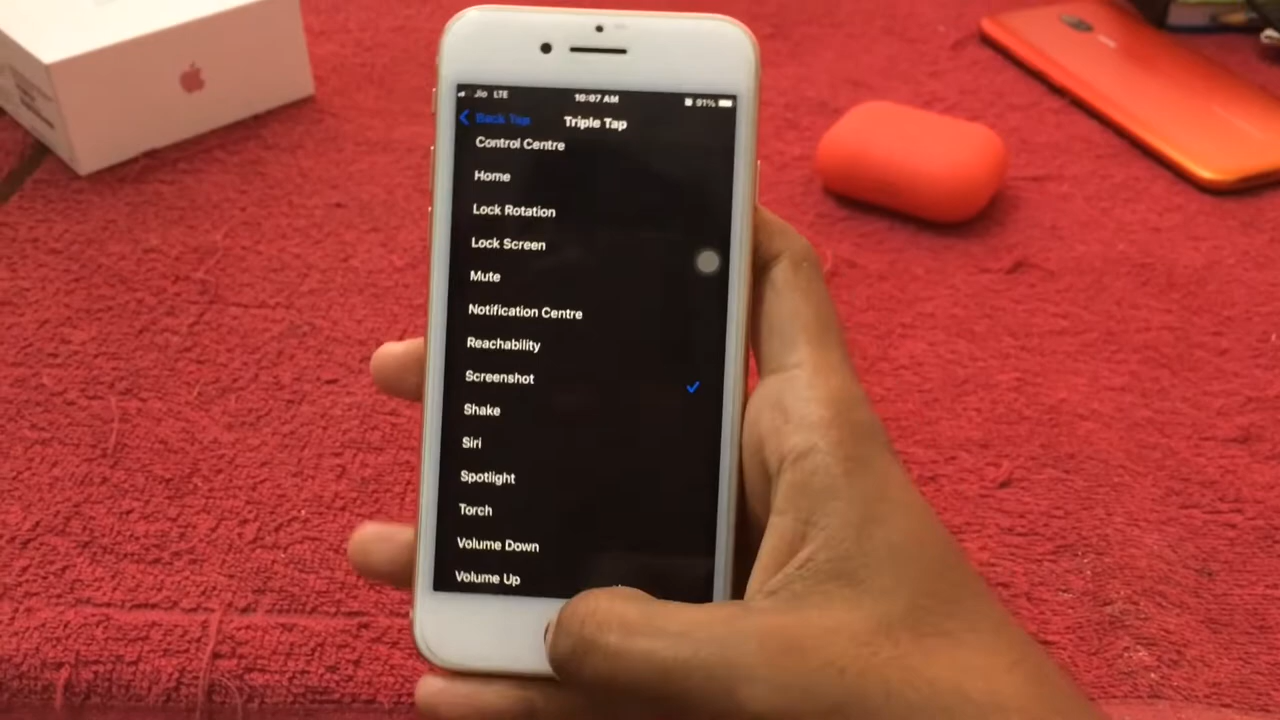 Jio LTE 10:07 AM 91%
Back Tap Triple Tap
Control Centre
Home
Lock Rotation
Lock Screen
Mute
Notification Centre
Reachability
Screenshot
Shake
Siri
Spotlight
Torch
Volume Down
Volume Up